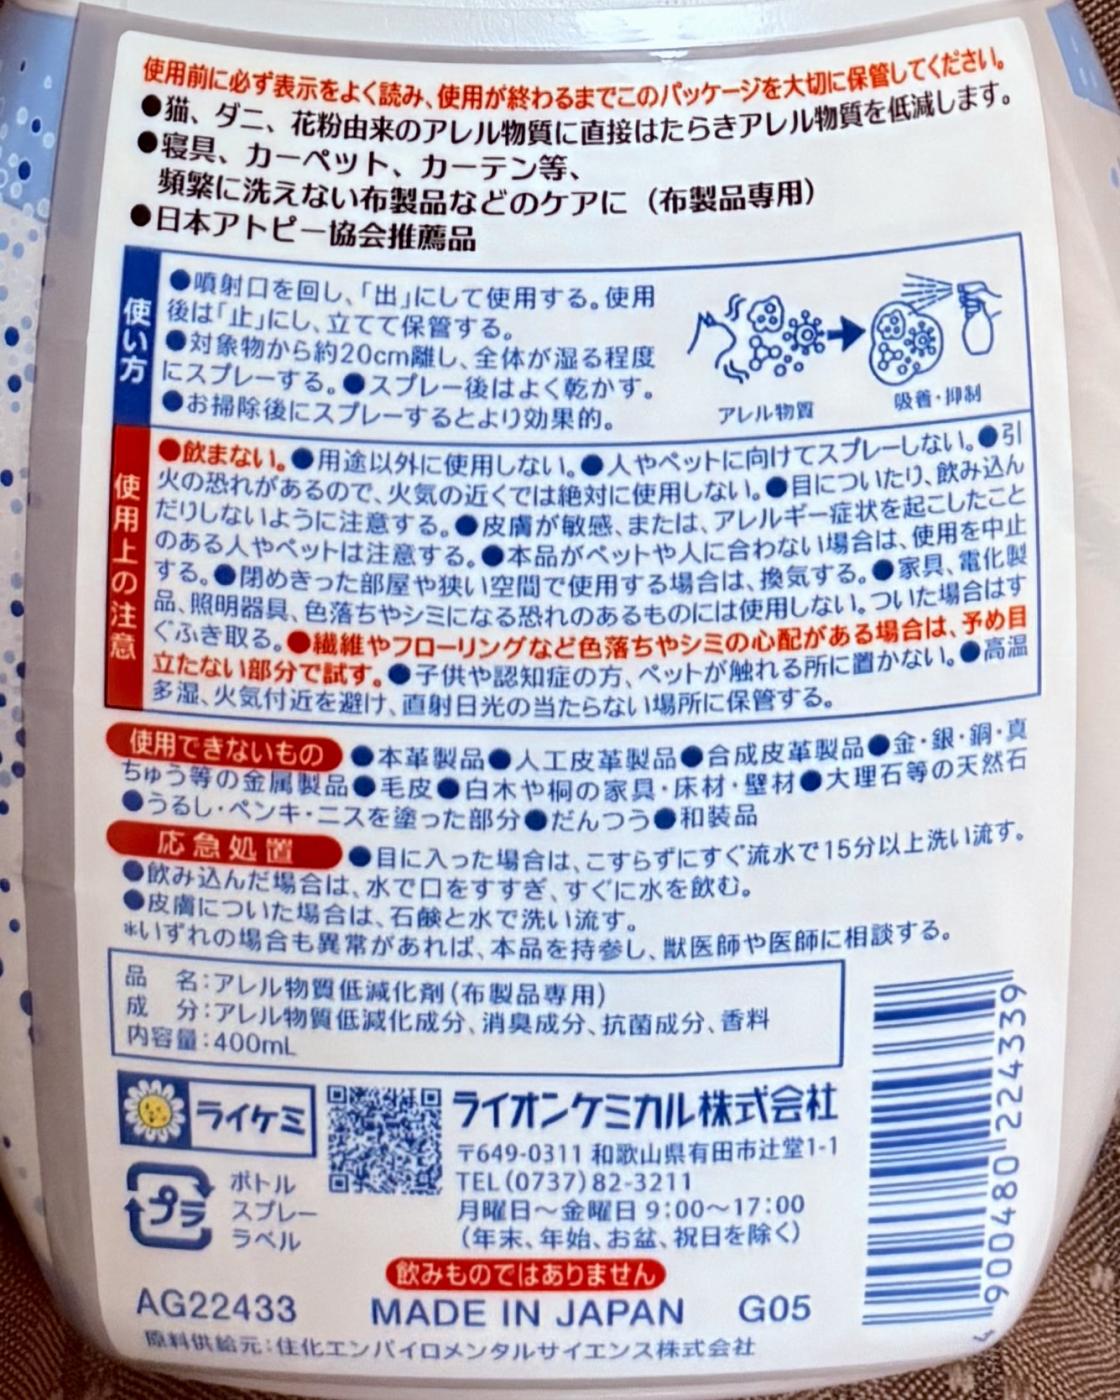 使用前に必ず表示をよく読み、使用が終わるまでこのパッケージを大切に保管してください。
●猫、ダニ、花粉由来のアレル物質に直接はたらきアレル物質を低減します。
●寝具、カーペット、カーテン等、
頻繁に洗えない布製品などのケアに（布製品専用）
●日本アトピー協会推薦品
使い方
●噴射口を回し、「出」にして使用する。使用
後は「止」にし、立てて保管する。
●対象物から約20cm離し、全体が湿る程度
にスプレーする。●スプレー後はよく乾かす。
●お掃除後にスプレーするとより効果的。
アレル物質
吸着・抑制
使用上の注意
●飲まない。●用途以外に使用しない。●人やペットに向けてスプレーしない。●引
火の恐れがあるので、火気の近くでは絶対に使用しない。●目についたり、飲み込ん
だりしないように注意する。●皮膚が敏感、または、アレルギー症状を起こしたこと
のある人やペットは注意する。●本品がペットや人に合わない場合は、使用を中止
する。●閉めきった部屋や狭い空間で使用する場合は、換気する。●家具、電化製
品、照明器具、色落ちやシミになる恐れのあるものには使用しない。ついた場合はす
ぐふき取る。●繊維やフローリングなど色落ちやシミの心配がある場合は、予め目
立たない部分で試す。●子供や認知症の方、ペットが触れる所に置かない。●高温
多湿、火気付近を避け、直射日光の当たらない場所に保管する。
使用できないもの ●本革製品●人工皮革製品●合成皮革製品●金・銀・銅・真
ちゅう等の金属製品●毛皮●白木や桐の家具・床材・壁材●大理石等の天然石
●うるし・ペンキ・ニスを塗った部分●だんつう●和装品
応急処置 ●目に入った場合は、こすらずにすぐ流水で15分以上洗い流す。
●飲み込んだ場合は、水で口をすすぎ、すぐに水を飲む。
●皮膚についた場合は、石鹸と水で洗い流す。
*いずれの場合も異常があれば、本品を持参し、獣医師や医師に相談する。
品　名：アレル物質低減化剤（布製品専用）
成　分：アレル物質低減化成分、消臭成分、抗菌成分、香料
内容量：400mL
ライケミ
プラ
ボトル
スプレー
ラベル
ライオンケミカル株式会社
〒649-0311 和歌山県有田市辻堂1-1
TEL（0737）82-3211
月曜日～金曜日 9：00～17：00
（年末、年始、お盆、祝日を除く）
飲みものではありません
AG22433 MADE IN JAPAN G05
原料供給元：住化エンバイロメンタルサイエンス株式会社
4 900480 224339